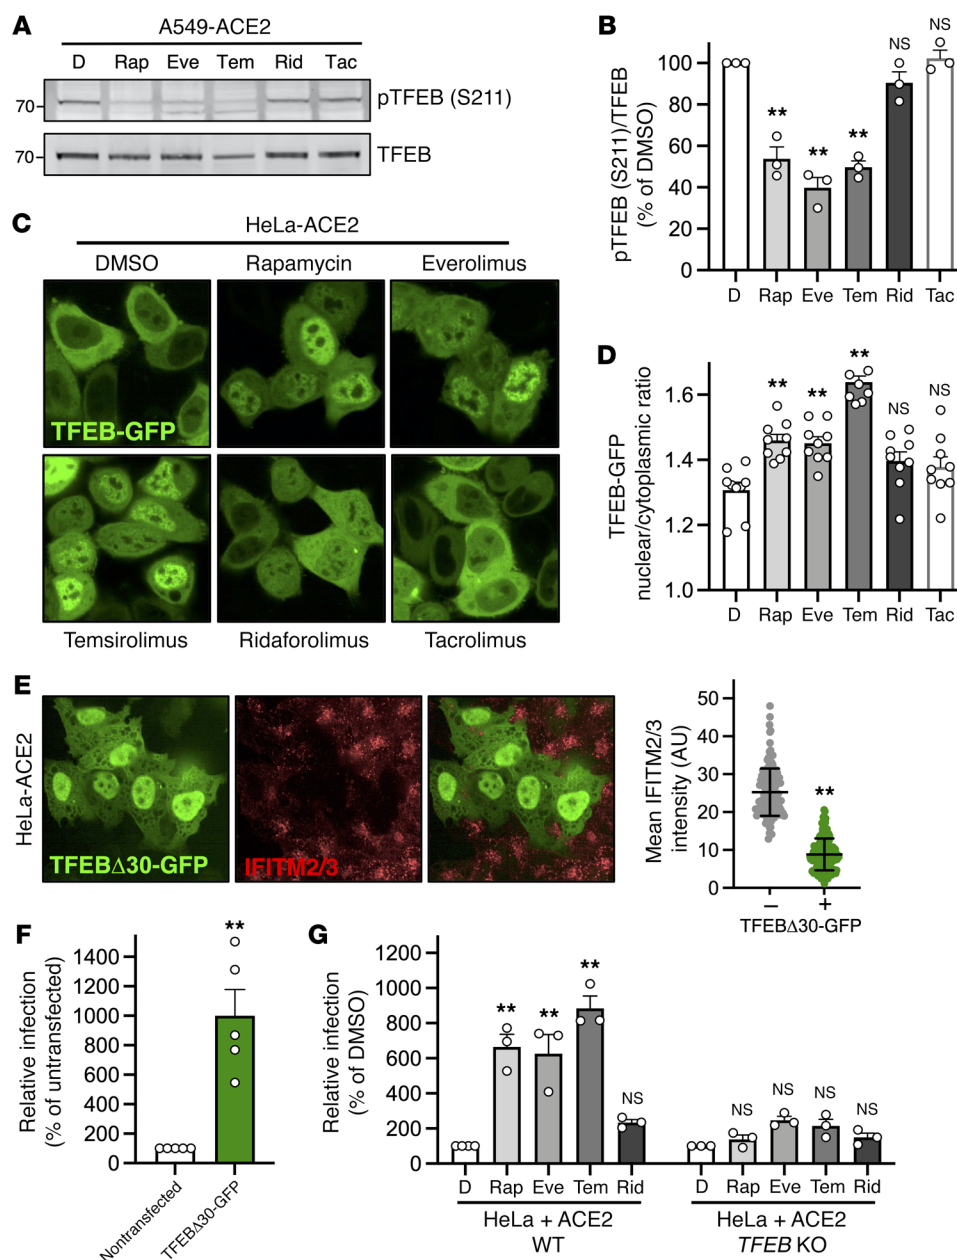 A
A549-ACE2
D Rap Eve Tem Rid Tac
70 pTFEB (S211)
70 TFEB
B
pTFEB (S211)/TFEB
(% of DMSO)
100
80
60
40
20
0
** ** ** NS NS
D Rap Eve Tem Rid Tac
C
HeLa-ACE2
DMSO Rapamycin Everolimus
TFEB-GFP
Temsirolimus Ridaforolimus Tacrolimus
D
TFEB-GFP
nuclear/cytoplasmic ratio
1.6
1.4
1.2
1.0
** ** ** NS NS
D Rap Eve Tem Rid Tac
E
HeLa-ACE2
TFEBΔ30-GFP IFITM2/3
Mean IFITM2/3
intensity (AU)
50
40
30
20
10
0
**
– +
TFEBΔ30-GFP
F
Relative infection
(% of untransfected)
1400
1200
1000
800
600
400
200
0
**
Nontransfected
TFEBΔ30-GFP
G
Relative infection
(% of DMSO)
1200
1000
800
600
400
200
0
** ** ** NS NS NS NS NS
D Rap Eve Tem Rid D Rap Eve Tem Rid
HeLa + ACE2 HeLa + ACE2
WT TFEB KO